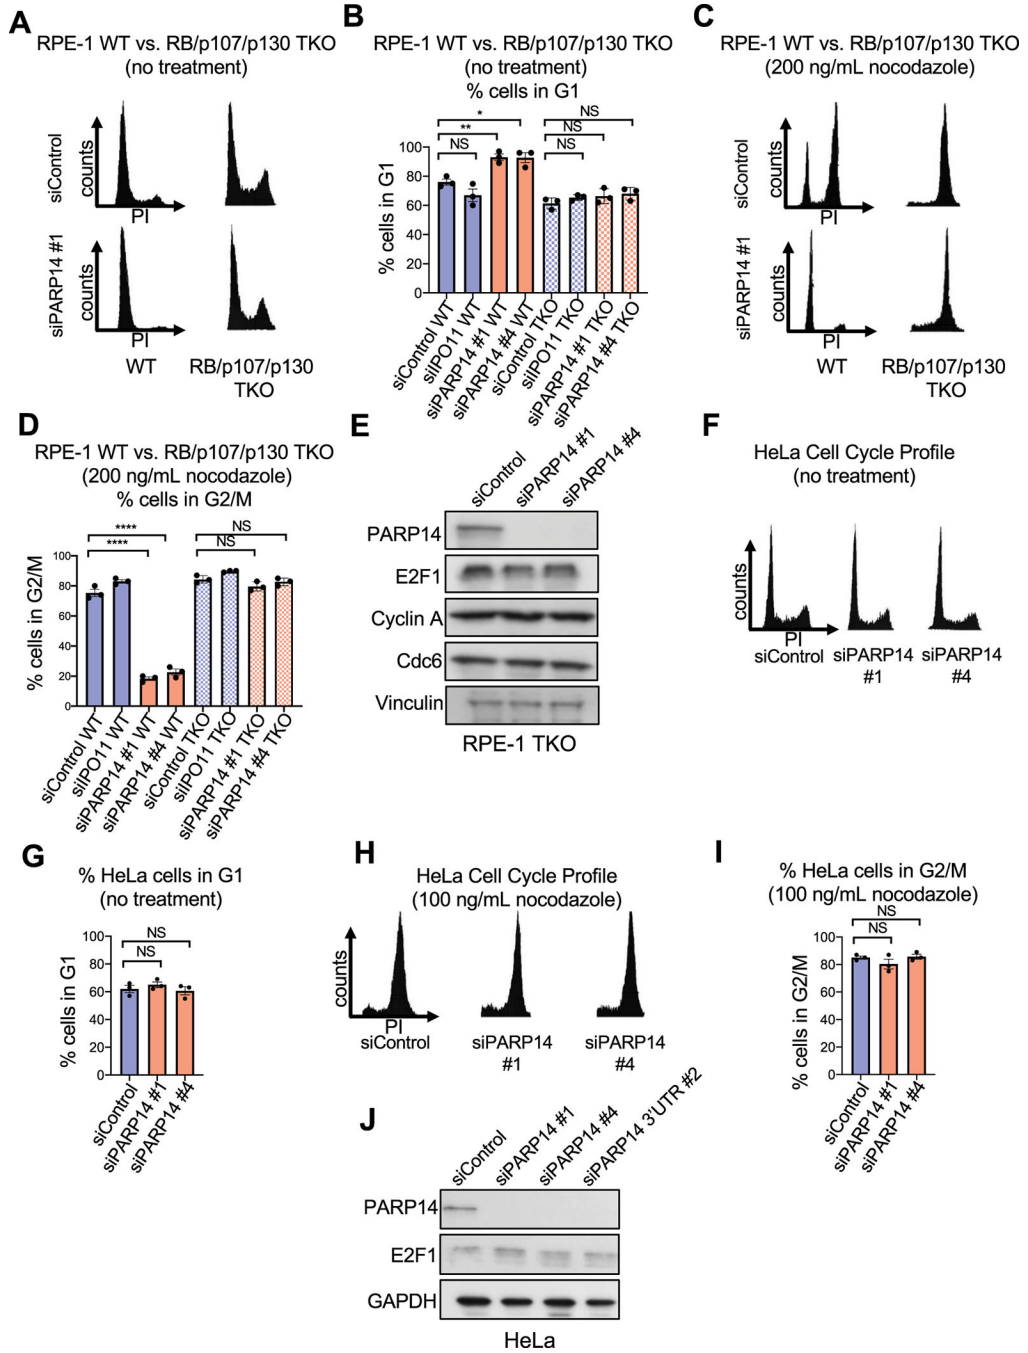 A
RPE-1 WT vs. RB/p107/p130 TKO
(no treatment)
siControl
counts
PI
siPARP14 #1
counts
PI
WT
RB/p107/p130
TKO
B
RPE-1 WT vs. RB/p107/p130 TKO
(no treatment)
% cells in G1
% cells in G1
100
80
60
40
20
0
NS
**
*
NS
NS
NS
siControl WT
siIPO11 WT
siPARP14 #1 WT
siPARP14 #4 WT
siControl TKO
siIPO11 TKO
siPARP14 #1 TKO
siPARP14 #4 TKO
C
RPE-1 WT vs. RB/p107/p130 TKO
(200 ng/mL nocodazole)
siControl
counts
PI
siPARP14 #1
counts
PI
WT
RB/p107/p130
TKO
D
RPE-1 WT vs. RB/p107/p130 TKO
(200 ng/mL nocodazole)
% cells in G2/M
% cells in G2/M
100
80
60
40
20
0
****
****
NS
NS
siControl WT
siIPO11 WT
siPARP14 #1 WT
siPARP14 #4 WT
siControl TKO
siIPO11 TKO
siPARP14 #1 TKO
siPARP14 #4 TKO
E
siControl
siPARP14 #1
siPARP14 #4
PARP14
E2F1
Cyclin A
Cdc6
Vinculin
RPE-1 TKO
F
HeLa Cell Cycle Profile
(no treatment)
counts
PI
siControl
siPARP14
#1
siPARP14
#4
G
% HeLa cells in G1
(no treatment)
% cells in G1
100
80
60
40
20
0
NS
NS
siControl
siPARP14 #1
siPARP14 #4
H
HeLa Cell Cycle Profile
(100 ng/mL nocodazole)
counts
PI
siControl
siPARP14
#1
siPARP14
#4
I
% HeLa cells in G2/M
(100 ng/mL nocodazole)
% cells in G2/M
100
80
60
40
20
0
NS
NS
siControl
siPARP14 #1
siPARP14 #4
J
siControl
siPARP14 #1
siPARP14 #4
siPARP14 3'UTR #2
PARP14
E2F1
GAPDH
HeLa